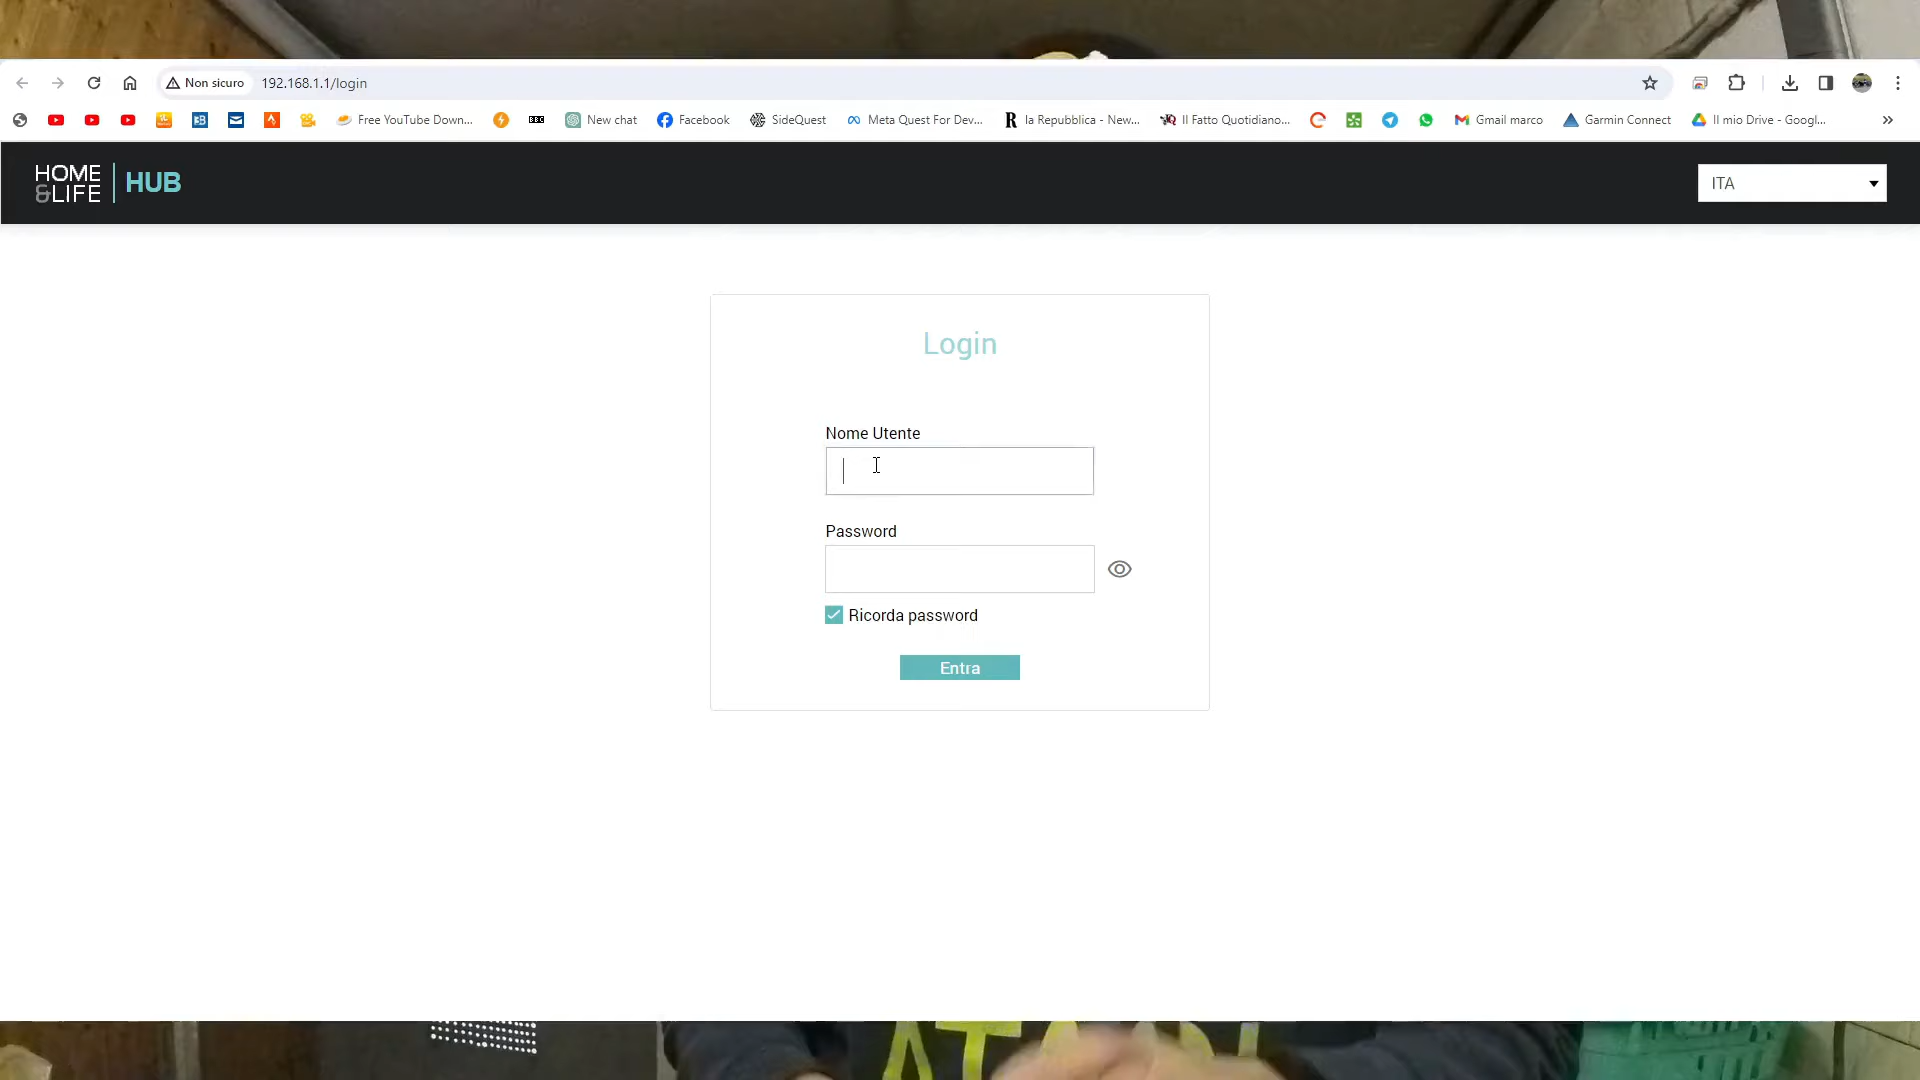 Non sicuro 192.168.1.1/login
BBC Free YouTube Down... New chat Facebook SideQuest Meta Quest For Dev... R la Repubblica - New... Il Fatto Quotidiano... Gmail marco Garmin Connect Il mio Drive - Googl... »
HOME
&LIFE
HUB
ITA
Login
Nome Utente
Password
Ricorda password
Entra